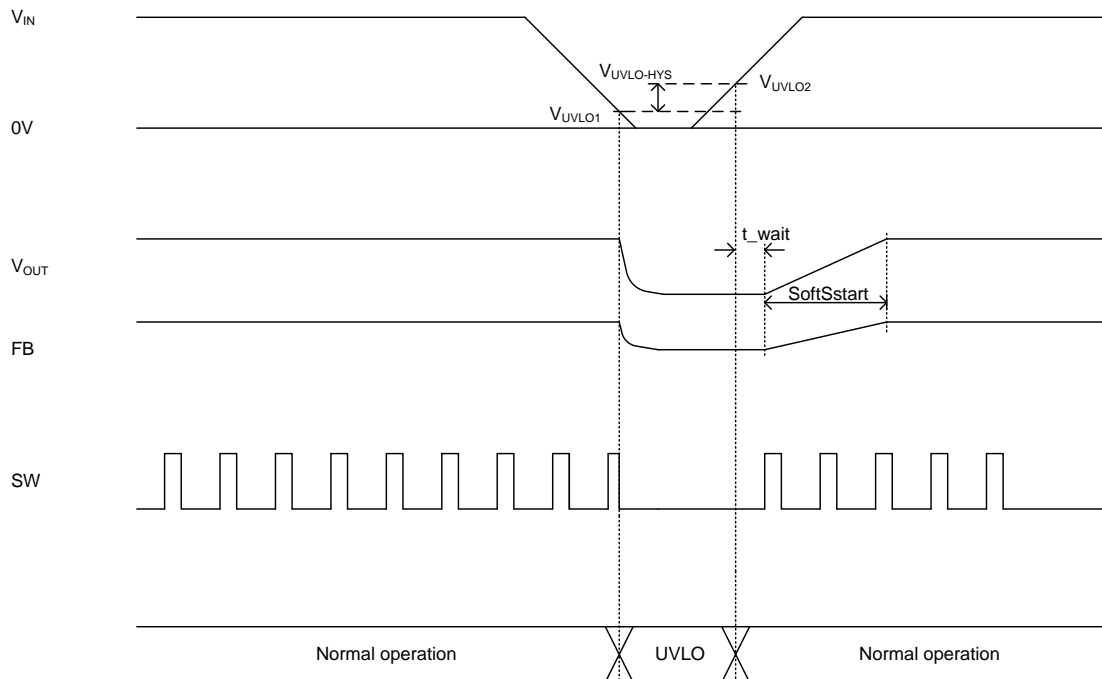 VIN
VUVLO-HYS
VUVLO2
VUVLO1
0V
t_wait
VOUT
SoftSstart
FB
SW
Normal operation
UVLO
Normal operation